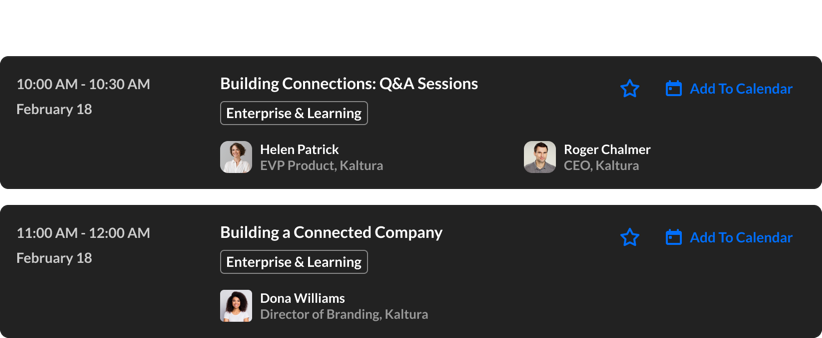 10:00 AM - 10:30 AM
February 18
Building Connections: Q&A Sessions
Enterprise & Learning
Add To Calendar
Helen Patrick
EVP Product, Kaltura
Roger Chalmer
CEO, Kaltura
11:00 AM - 12:00 AM
February 18
Building a Connected Company
Enterprise & Learning
Add To Calendar
Dona Williams
Director of Branding, Kaltura